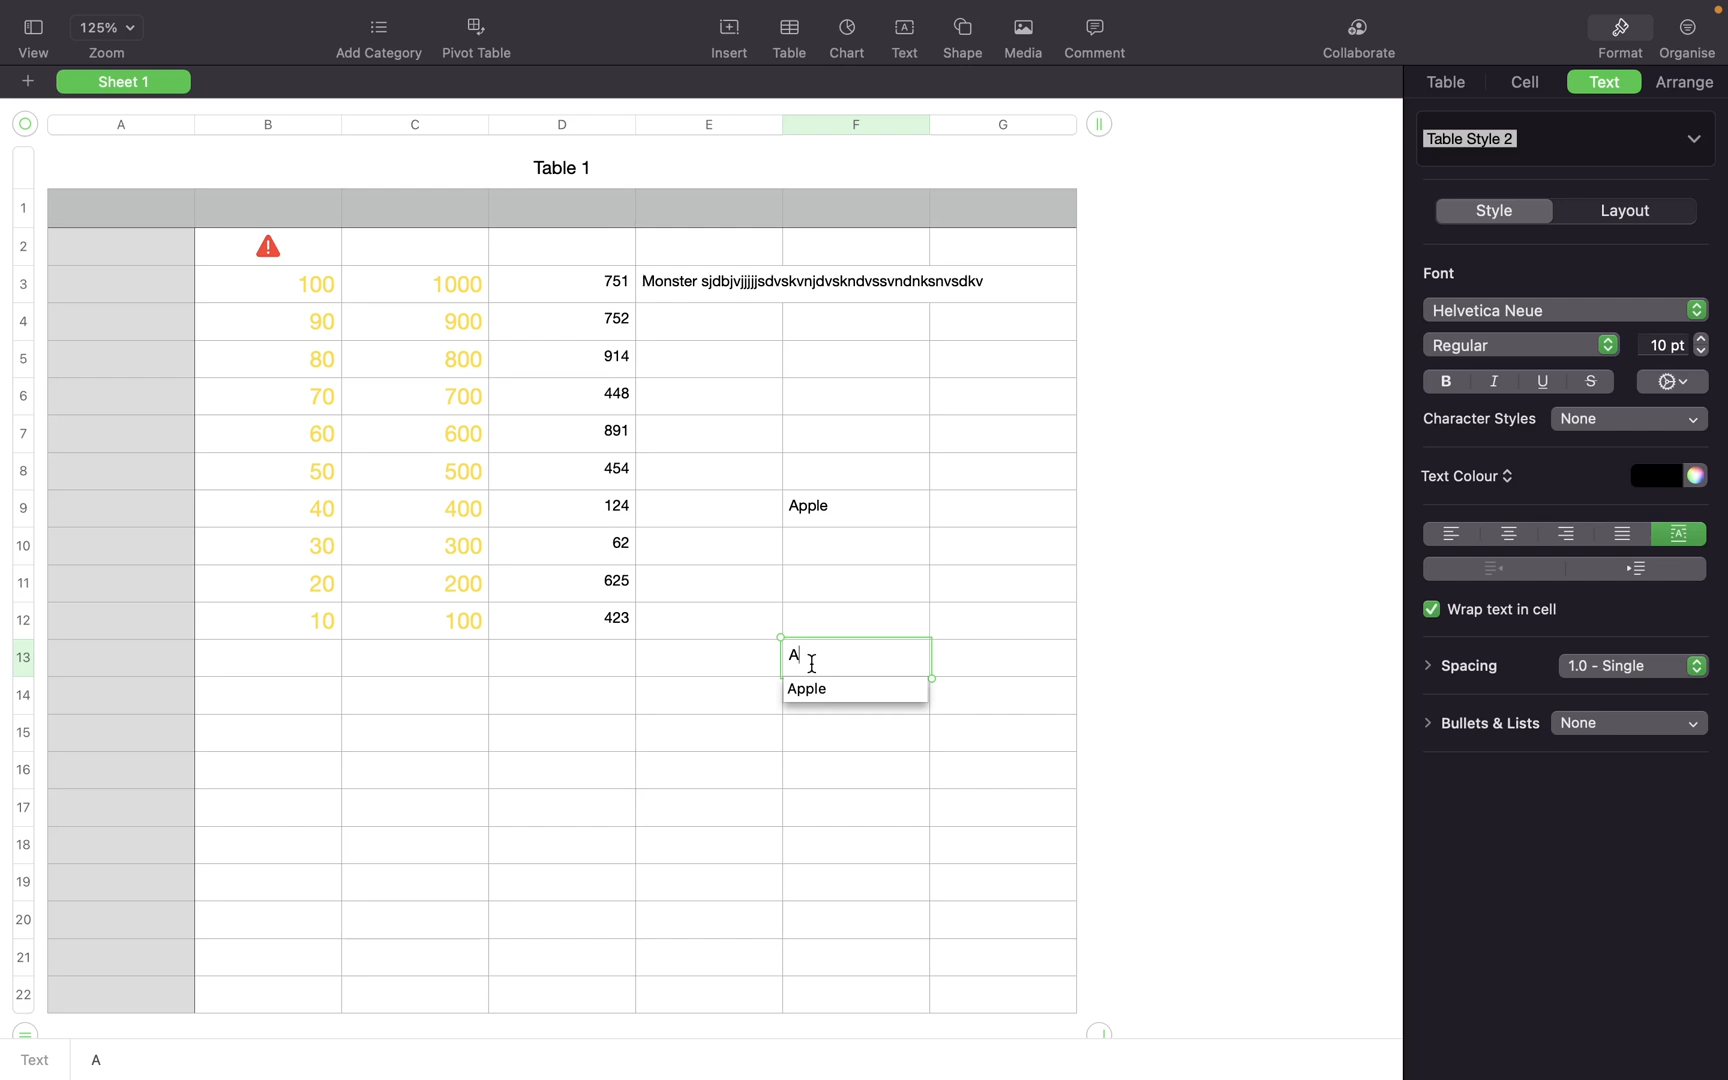 125%
View
Zoom
Add Category
Pivot Table
Insert
Table
Chart
Text
Shape
Media
Comment
Collaborate
Format
Organise
Sheet 1
Table
Cell
Text
Arrange
A B C D E F G
Table Style 2
Table 1
Style
Layout
1
2
3 100 1000 751 Monster sjdbjvjjjjjsdvskvnjdvskndvssvndnksnvsdkv
4 90 900 752
5 80 800 914
6 70 700 448
7 60 600 891
8 50 500 454
9 40 400 124 Apple
10 30 300 62
11 20 200 625
12 10 100 423
13 A
Apple
14
15
16
17
18
19
20
21
22
Font
Helvetica Neue
Regular
10 pt
B I U S
Character Styles None
Text Colour
Wrap text in cell
Spacing 1.0 - Single
Bullets & Lists None
Text A